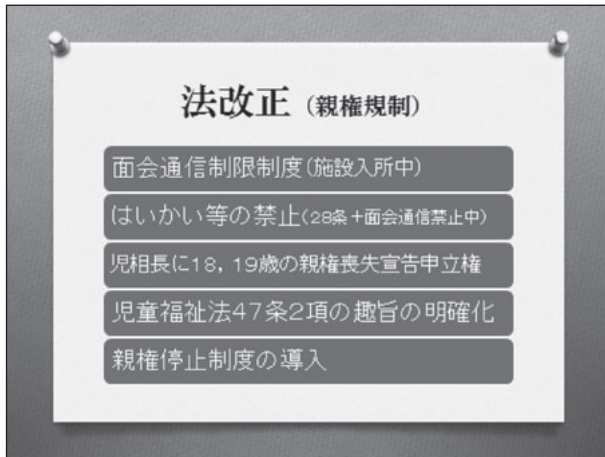 法改正（親権規制）
面会通信制限制度(施設入所中)
はいかい等の禁止(28条＋面会通信禁止中)
児相長に18，19歳の親権喪失宣告申立権
児童福祉法47条2項の趣旨の明確化
親権停止制度の導入